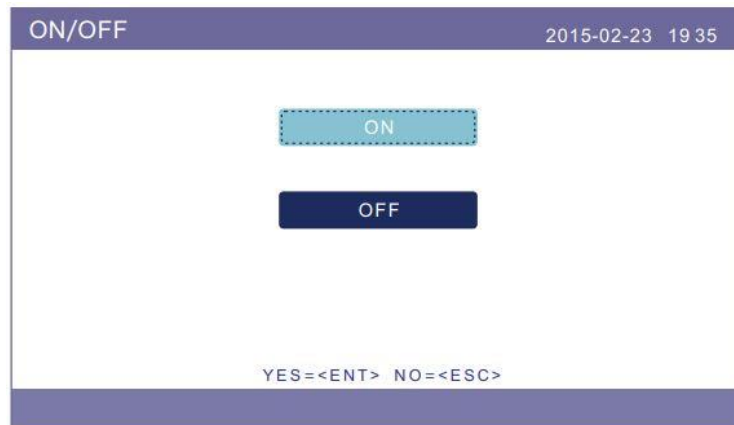 ON/OFF
2015-02-23 19 35
ON
OFF
YES=<ENT> NO=<ESC>